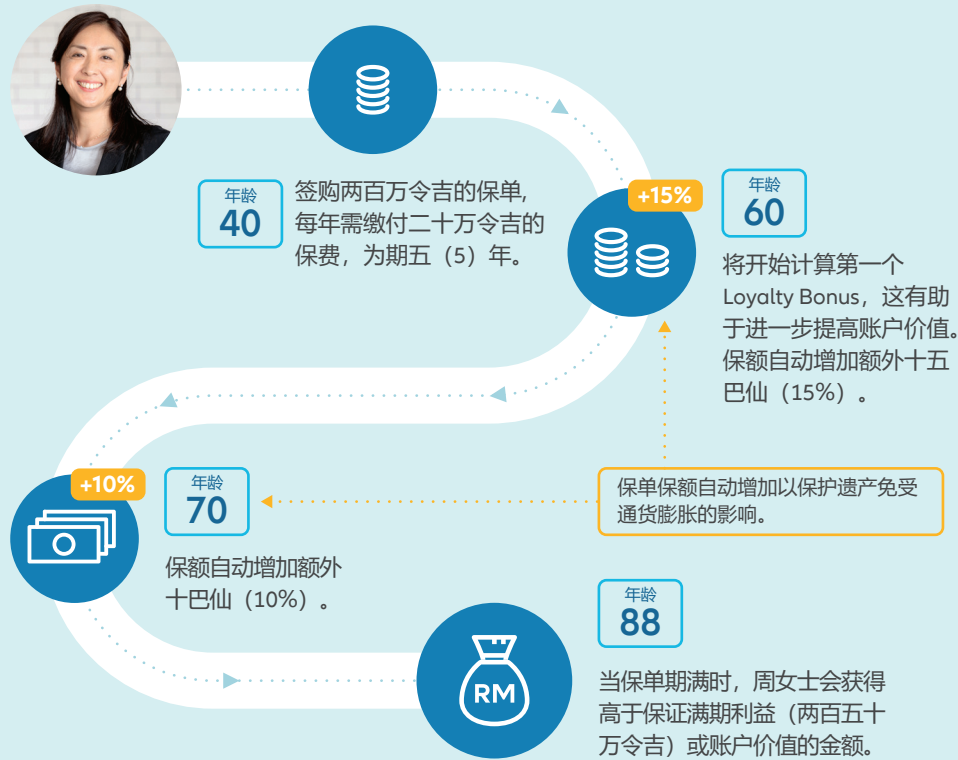 年龄
40
签购两百万令吉的保单,
每年需缴付二十万令吉的
保费，为期五（5）年。
+15%
年龄
60
将开始计算第一个
Loyalty Bonus，这有助
于进一步提高账户价值。
保额自动增加额外十五
巴仙（15%）。
+10%
年龄
70
保额自动增加额外
十巴仙（10%）。
保单保额自动增加以保护遗产免受
通货膨胀的影响。
RM
年龄
88
当保单期满时，周女士会获得
高于保证满期利益（两百五十
万令吉）或账户价值的金额。